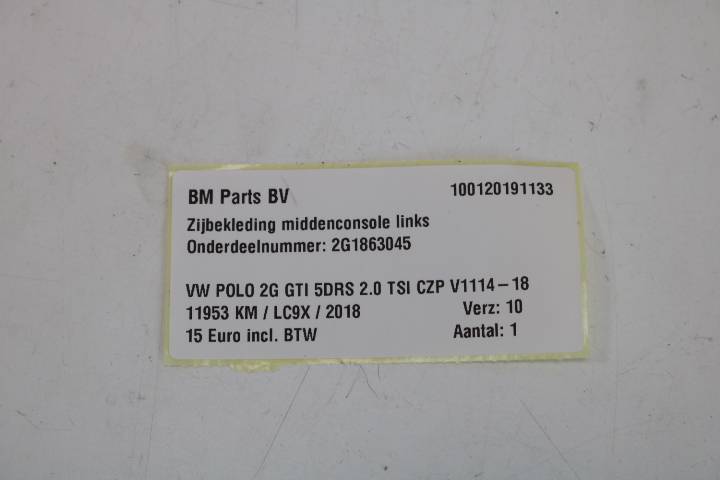 BM Parts BV 100120191133
Zijbekleding middenconsole links
Onderdeelnummer: 2G1863045
VW POLO 2G GTI 5DRS 2.0 TSI CZP V1114-18
11953 KM / LC9X / 2018 Verz: 10
15 Euro incl. BTW Aantal: 1